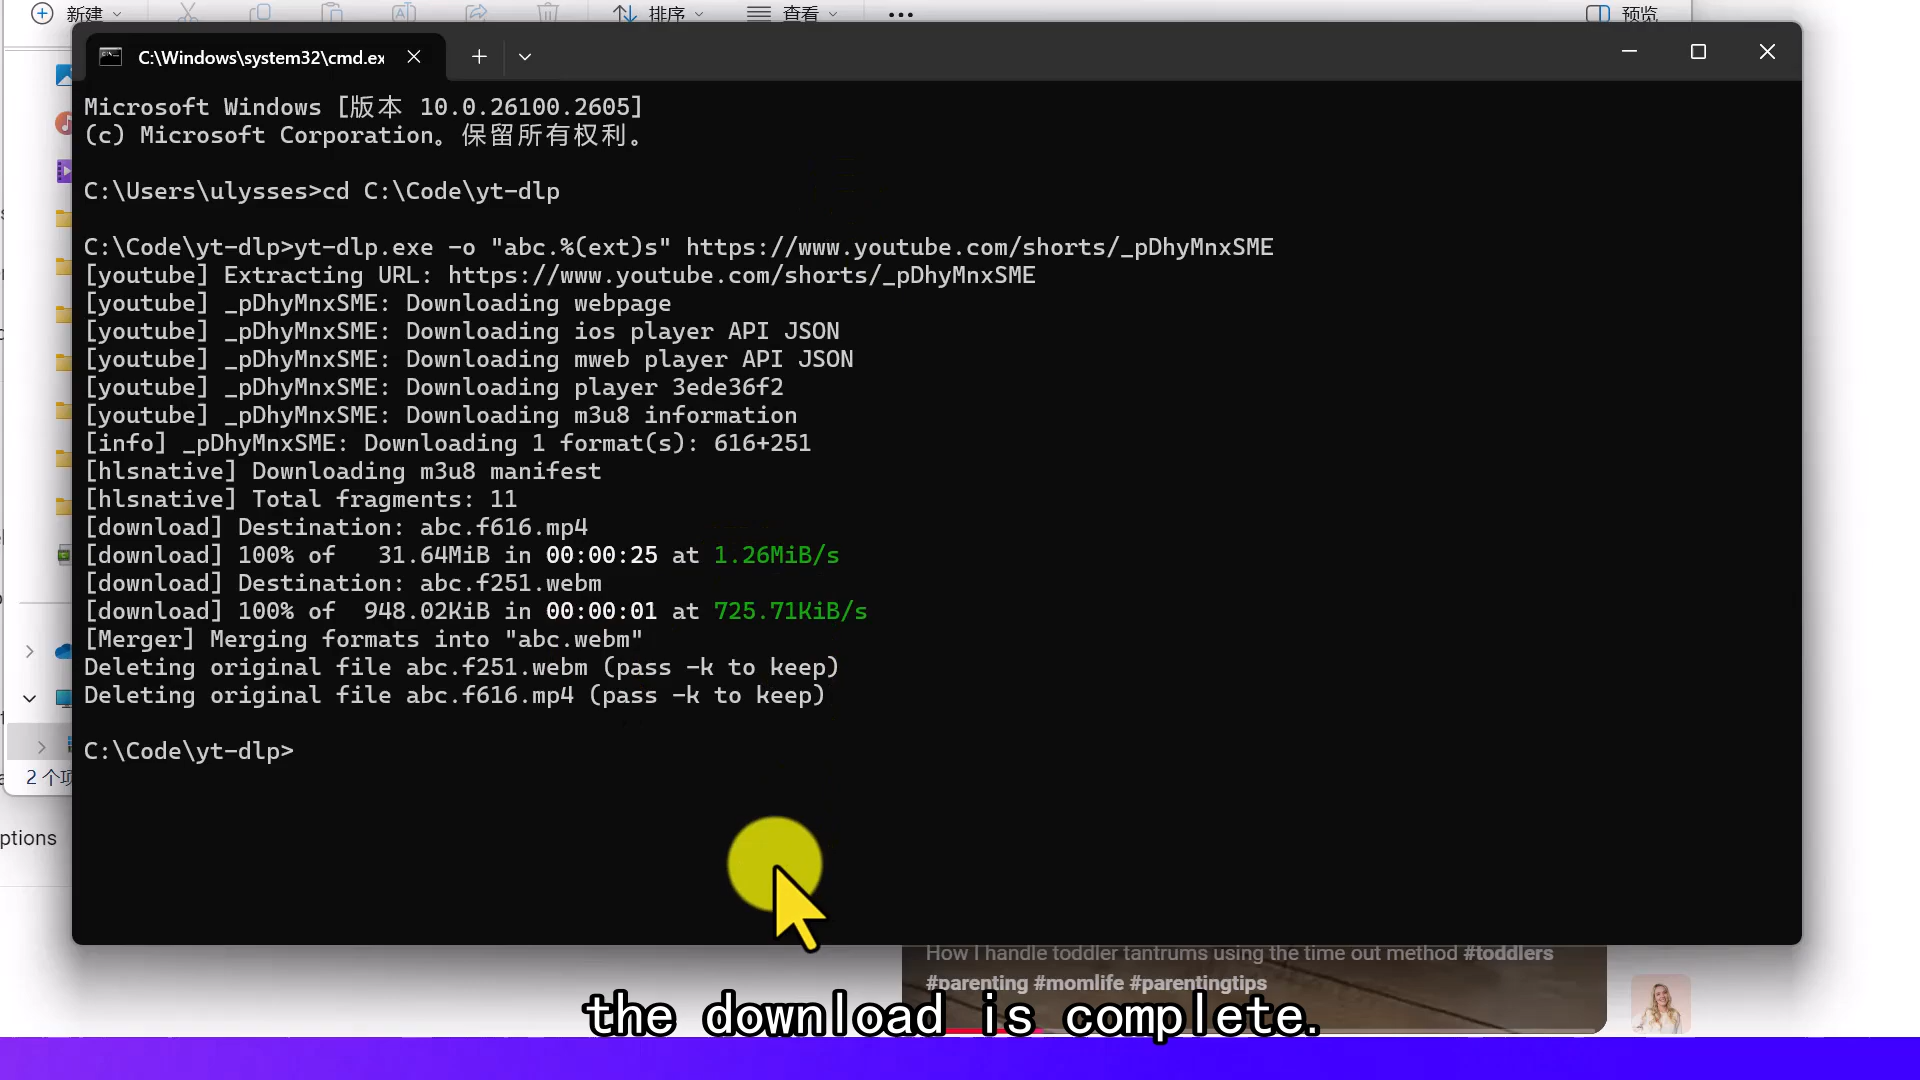 新建
排序
查看
预览
C:\Windows\system32\cmd.ex
Microsoft Windows [版本 10.0.26100.2605]
(c) Microsoft Corporation。保留所有权利。
C:\Users\ulysses>cd C:\Code\yt-dlp
C:\Code\yt-dlp>yt-dlp.exe -o "abc.%(ext)s" https://www.youtube.com/shorts/_pDhyMnxSME
[youtube] Extracting URL: https://www.youtube.com/shorts/_pDhyMnxSME
[youtube] _pDhyMnxSME: Downloading webpage
[youtube] _pDhyMnxSME: Downloading ios player API JSON
[youtube] _pDhyMnxSME: Downloading mweb player API JSON
[youtube] _pDhyMnxSME: Downloading player 3ede36f2
[youtube] _pDhyMnxSME: Downloading m3u8 information
[info] _pDhyMnxSME: Downloading 1 format(s): 616+251
[hlsnative] Downloading m3u8 manifest
[hlsnative] Total fragments: 11
[download] Destination: abc.f616.mp4
[download] 100% of   31.64MiB in 00:00:25 at 1.26MiB/s
[download] Destination: abc.f251.webm
[download] 100% of  948.02KiB in 00:00:01 at 725.71KiB/s
[Merger] Merging formats into "abc.webm"
Deleting original file abc.f251.webm (pass -k to keep)
Deleting original file abc.f616.mp4 (pass -k to keep)
C:\Code\yt-dlp>
2 个
ptions
How I handle toddler tantrums using the time out method #toddlers
#parenting #momlife #parentingtips
the download is complete.